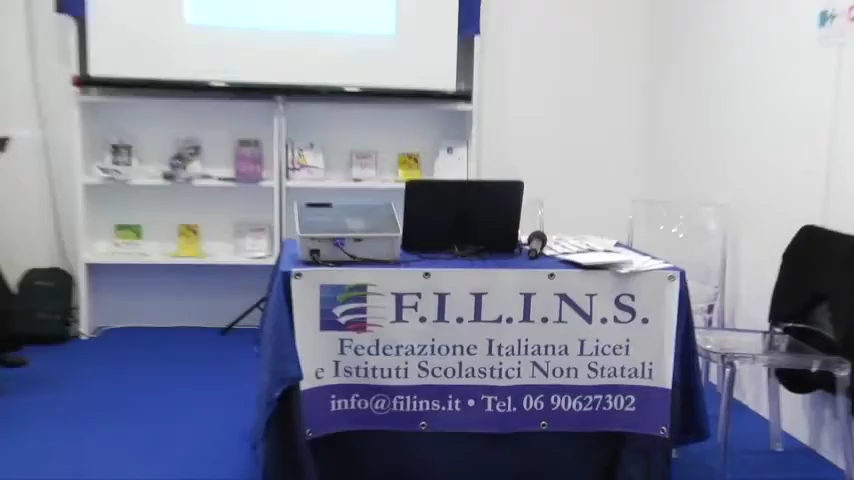 F.I.L.I.N.S.
Federazione Italiana Licei
e Istituti Scolastici Non Statali
info@filins.it • Tel. 06 90627302